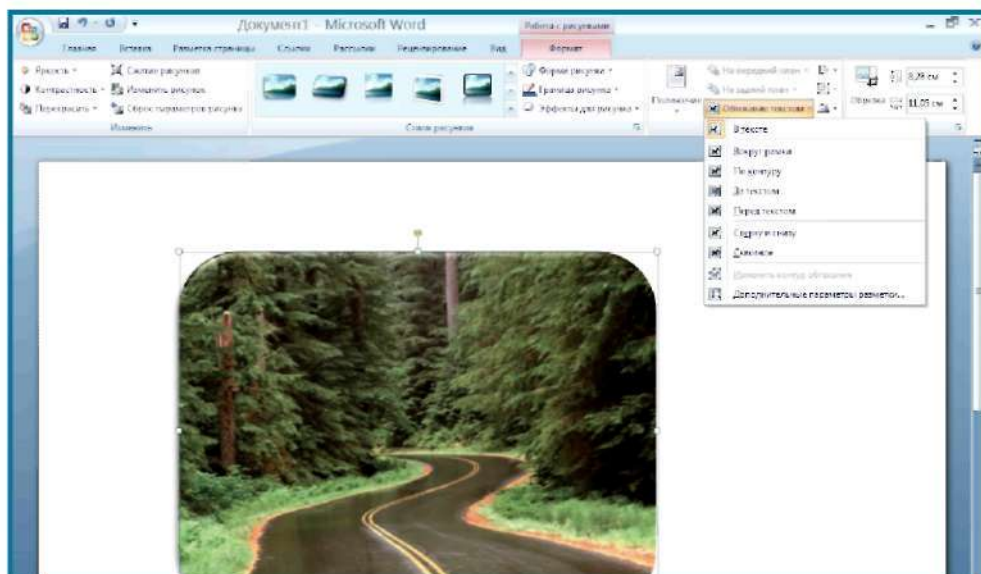 Документ1 - Microsoft Word
Работа с рисунками
Главная Вставка Разметка страницы Ссылки Рассылки Рецензирование Вид Формат
Яркость Сжатие рисунков Форма рисунка На передний план 8,29 см
Контрастность Изменить рисунок Граница рисунка На задний план
Перекрасить Сброс параметров рисунка Эффекты для рисунка Положение Обтекание текстом Обрезка 11,05 см
Изменить Стили рисунков
В тексте
Вокруг рамки
По контуру
За текстом
Перед текстом
Сверху и снизу
Сквозное
Изменить контур обтекания
Дополнительные параметры разметки...